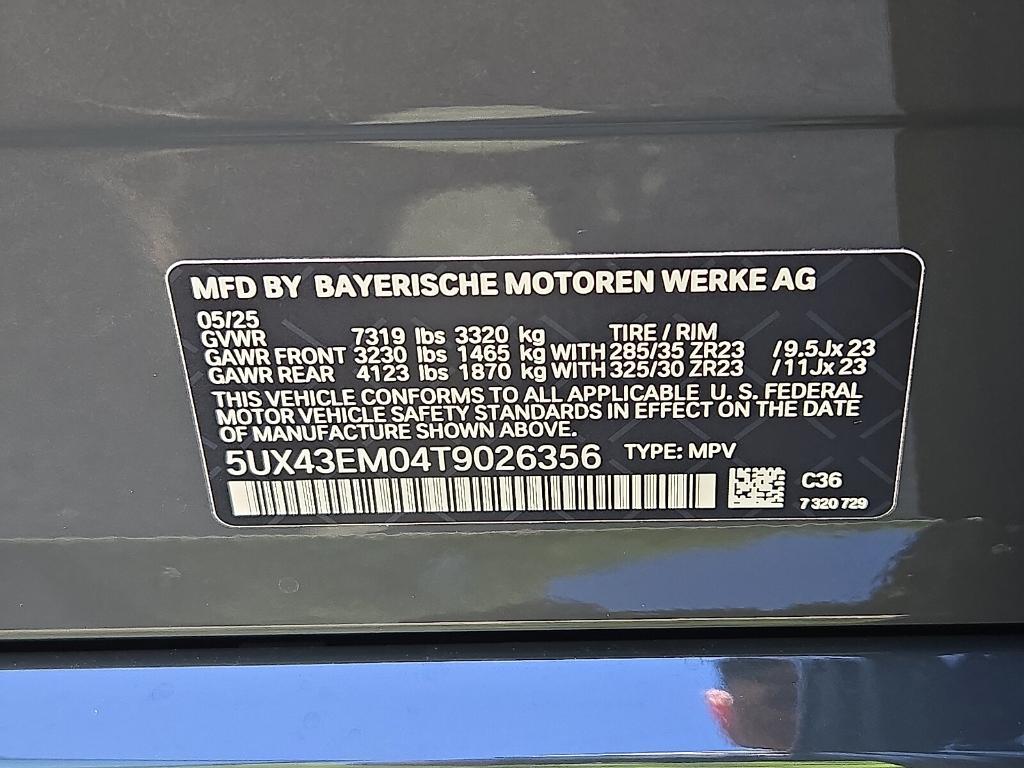 MFD BY BAYERISCHE MOTOREN WERKE AG
05/25
GVWR 7319 lbs 3320 kg TIRE / RIM
GAWR FRONT 3230 lbs 1465 kg WITH 285/35 ZR23 /9.5Jx 23
GAWR REAR 4123 lbs 1870 kg WITH 325/30 ZR23 /11Jx 23
THIS VEHICLE CONFORMS TO ALL APPLICABLE U. S. FEDERAL
MOTOR VEHICLE SAFETY STANDARDS IN EFFECT ON THE DATE
OF MANUFACTURE SHOWN ABOVE.
5UX43EM04T9026356 TYPE: MPV
C36
7 320 729